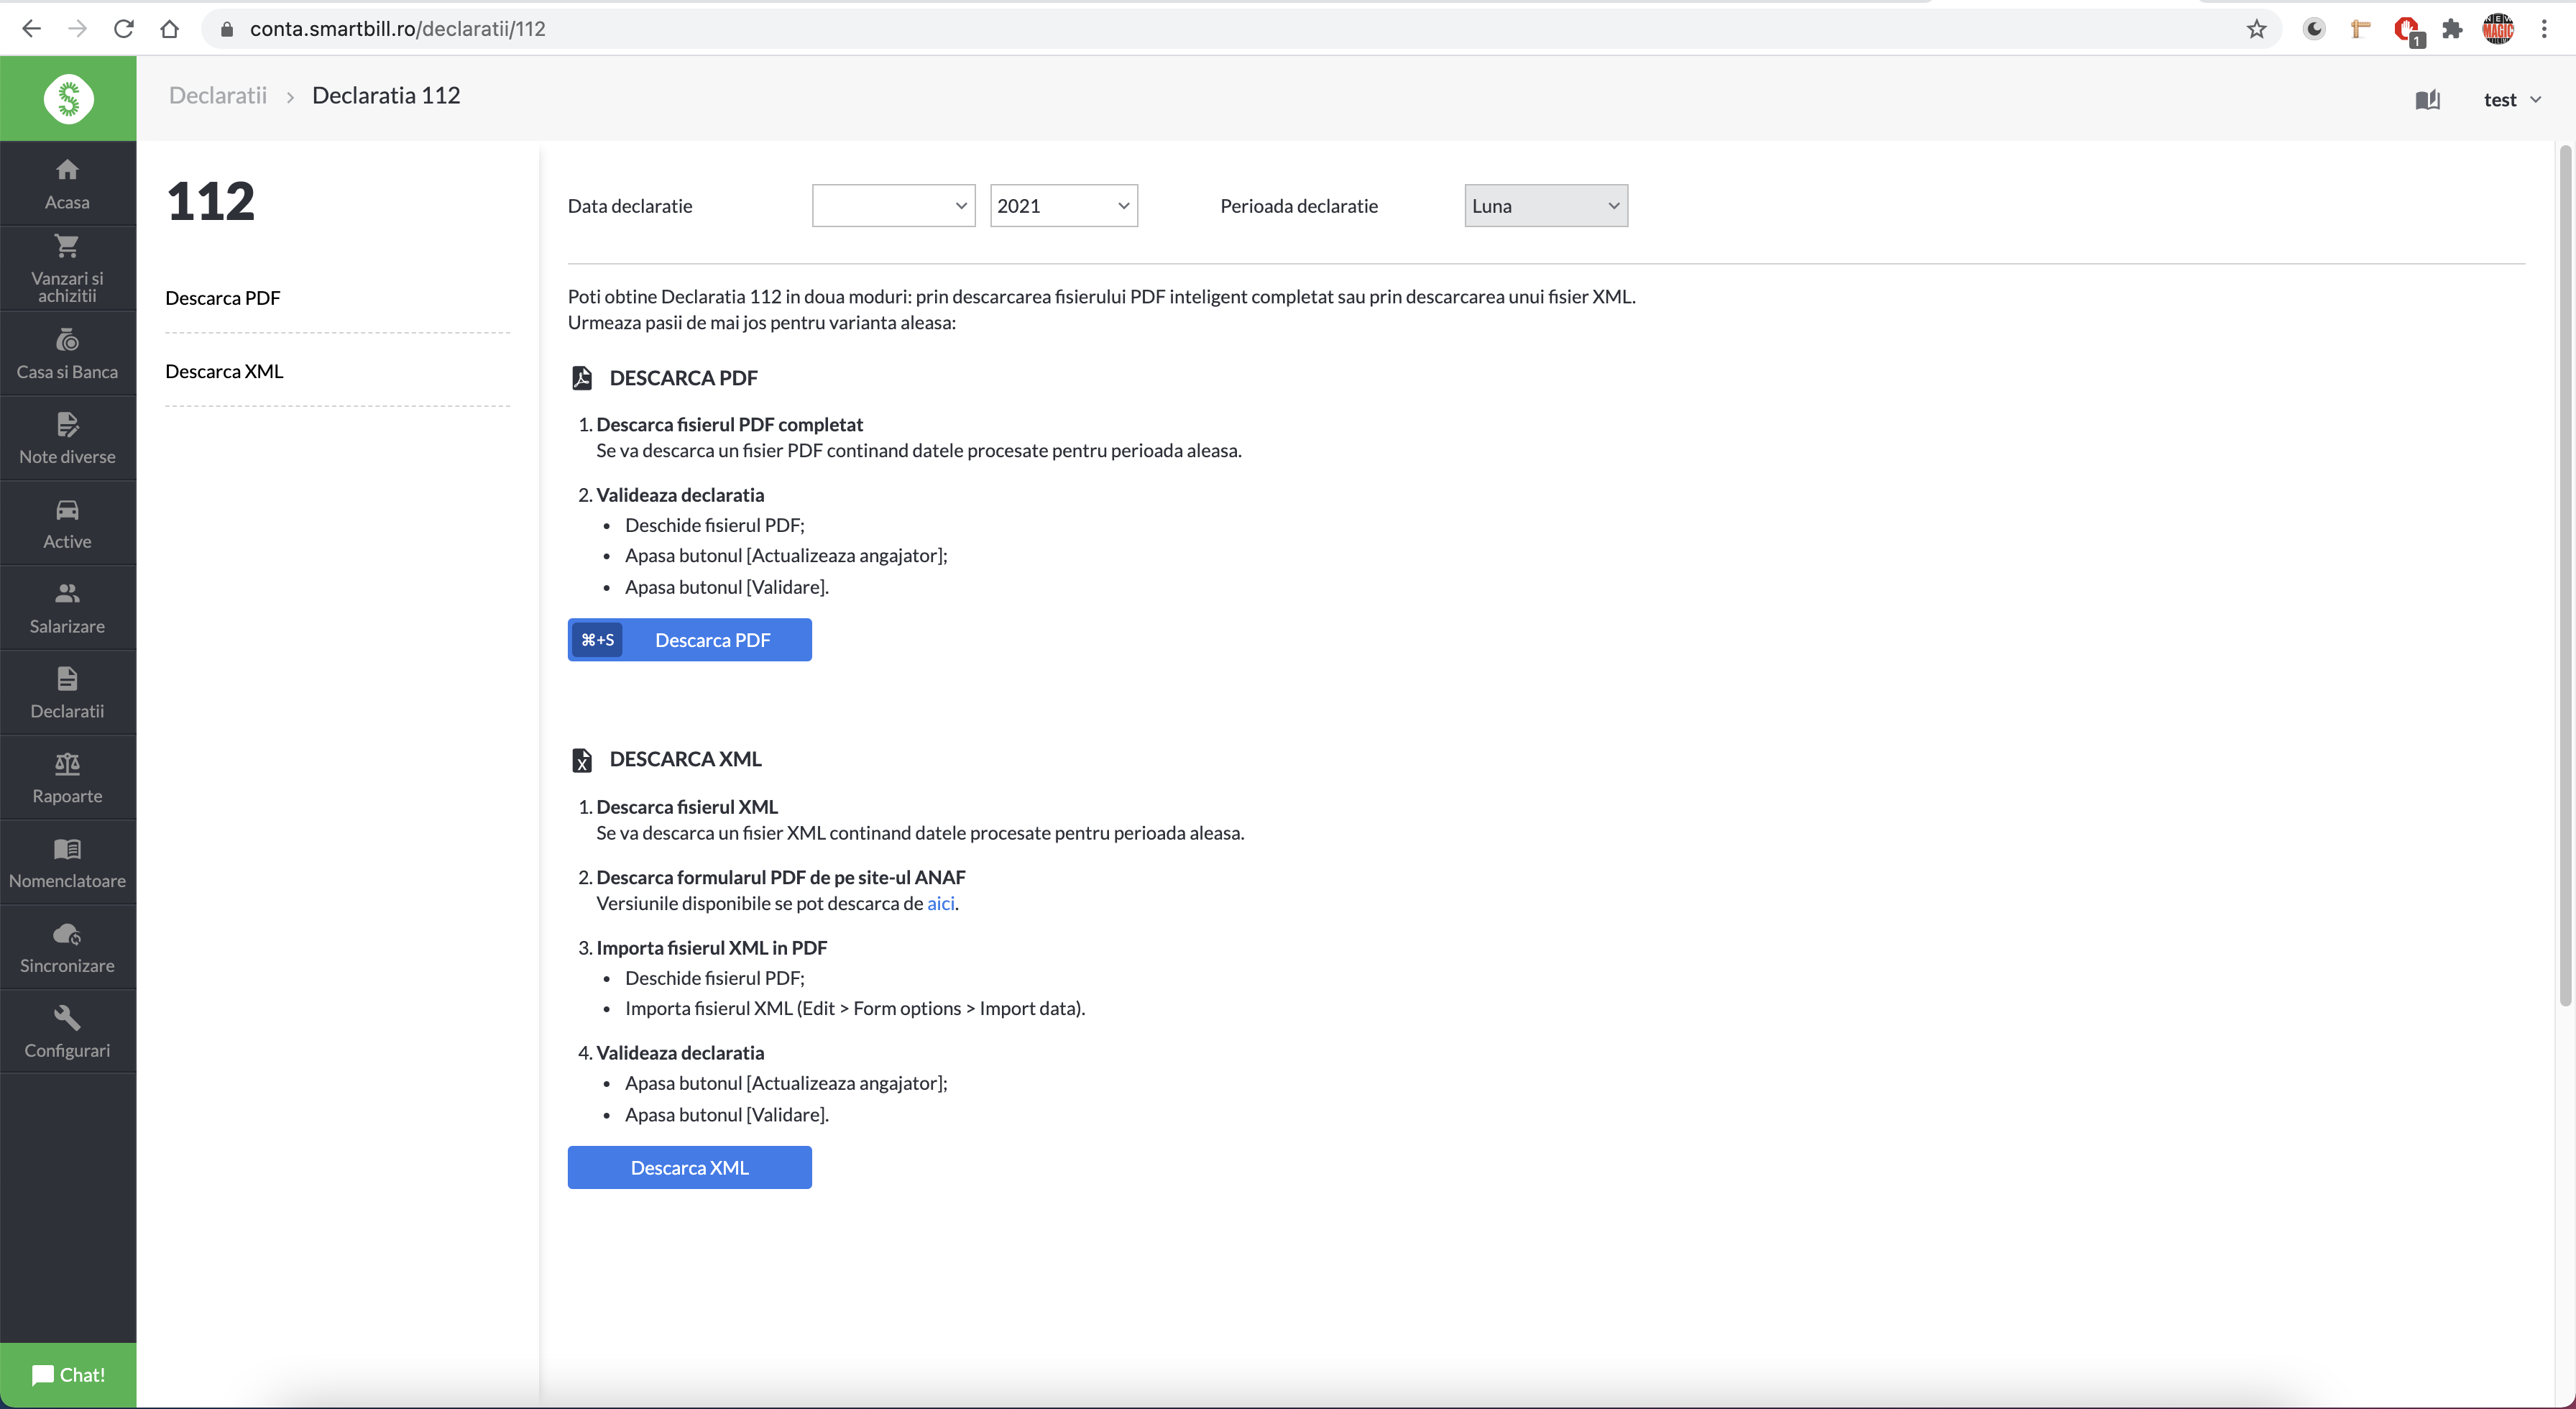 conta.smartbill.ro/declaratii/112
1
NEW
MAGIC
Declaratii > Declaratia 112
test
Acasa
Vanzari si
achizitii
Casa si Banca
Note diverse
Active
Salarizare
Declaratii
Rapoarte
Nomenclatoare
Sincronizare
Configurari
Chat!
112
Descarca PDF
Descarca XML
Data declaratie 2021 Perioada declaratie Luna
Poti obtine Declaratia 112 in doua moduri: prin descarcarea fisierului PDF inteligent completat sau prin descarcarea unui fisier XML.
Urmeaza pasii de mai jos pentru varianta aleasa:
DESCARCA PDF
1. Descarca fisierul PDF completat
Se va descarca un fisier PDF continand datele procesate pentru perioada aleasa.
2. Valideaza declaratia
• Deschide fisierul PDF;
• Apasa butonul [Actualizeaza angajator];
• Apasa butonul [Validare].
⌘+S Descarca PDF
DESCARCA XML
1. Descarca fisierul XML
Se va descarca un fisier XML continand datele procesate pentru perioada aleasa.
2. Descarca formularul PDF de pe site-ul ANAF
Versiunile disponibile se pot descarca de aici.
3. Importa fisierul XML in PDF
• Deschide fisierul PDF;
• Importa fisierul XML (Edit > Form options > Import data).
4. Valideaza declaratia
• Apasa butonul [Actualizeaza angajator];
• Apasa butonul [Validare].
Descarca XML